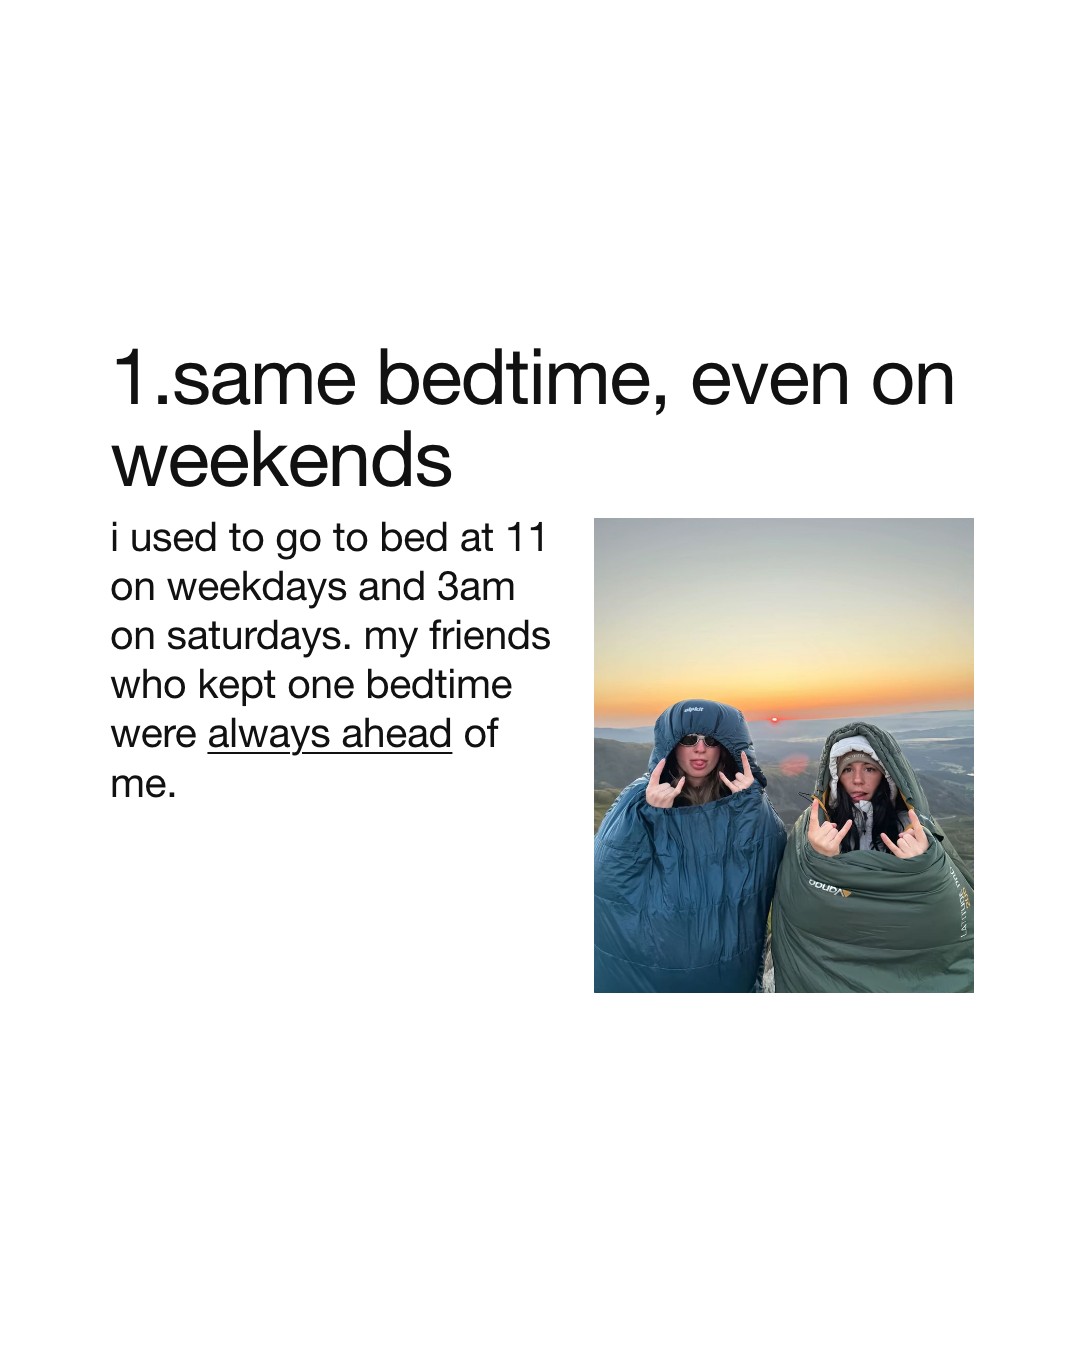 1.same bedtime, even on
weekends
i used to go to bed at 11
on weekdays and 3am
on saturdays. my friends
who kept one bedtime
were always ahead of
me.
Vango